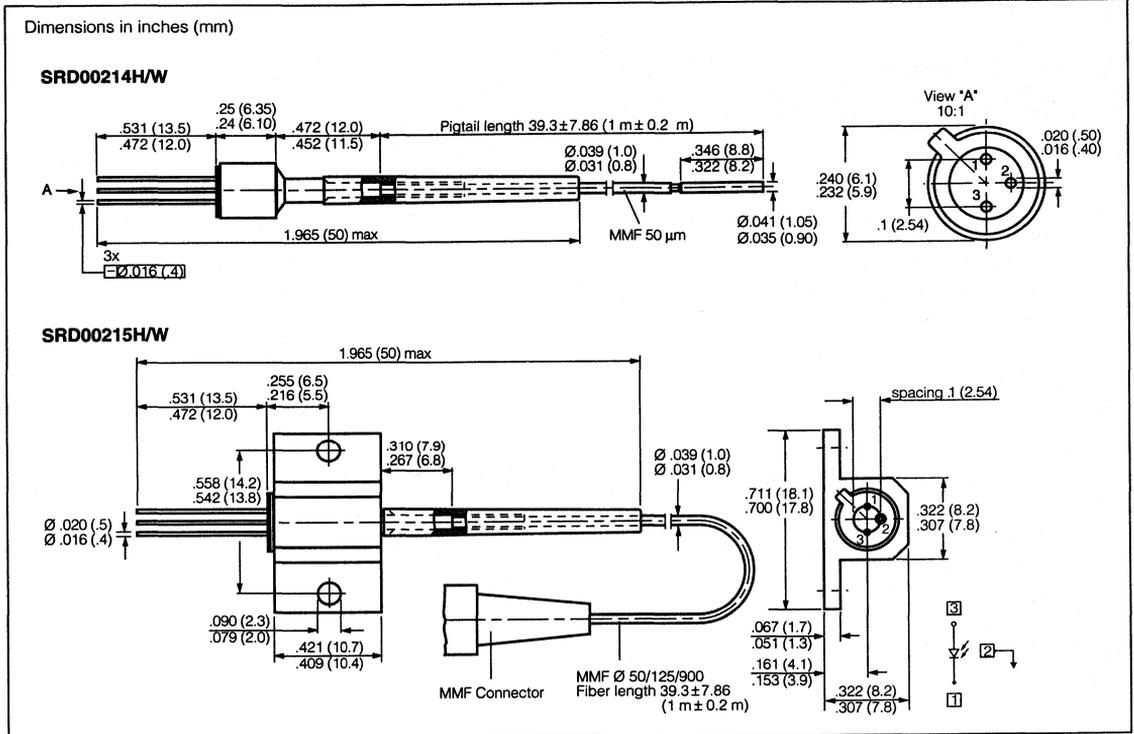 Dimensions in inches (mm)
SRD00214H/W
.531 (13.5)
.472 (12.0)
.25 (6.35)
.24 (6.10)
.472 (12.0)
.452 (11.5)
Pigtail length 39.3±7.86 (1 m ± 0.2 m)
Ø.039 (1.0)
Ø.031 (0.8)
.346 (8.8)
.322 (8.2)
A
1.965 (50) max
3x
Ø.016 (.4)
MMF 50 µm
Ø.041 (1.05)
Ø.035 (0.90)
View "A"
10:1
.240 (6.1)
.232 (5.9)
.1 (2.54)
1
2
3
.020 (.50)
.016 (.40)
SRD00215H/W
1.965 (50) max
.531 (13.5)
.472 (12.0)
.255 (6.5)
.216 (5.5)
.310 (7.9)
.267 (6.8)
.558 (14.2)
.542 (13.8)
Ø .020 (.5)
Ø .016 (.4)
Ø .039 (1.0)
Ø .031 (0.8)
.090 (2.3)
.079 (2.0)
.421 (10.7)
.409 (10.4)
MMF Connector
MMF Ø 50/125/900
Fiber length 39.3±7.86
(1 m ± 0.2 m)
spacing .1 (2.54)
.711 (18.1)
.700 (17.8)
1
2
3
.322 (8.2)
.307 (7.8)
.067 (1.7)
.051 (1.3)
.161 (4.1)
.153 (3.9)
.322 (8.2)
.307 (7.8)
3
2
1